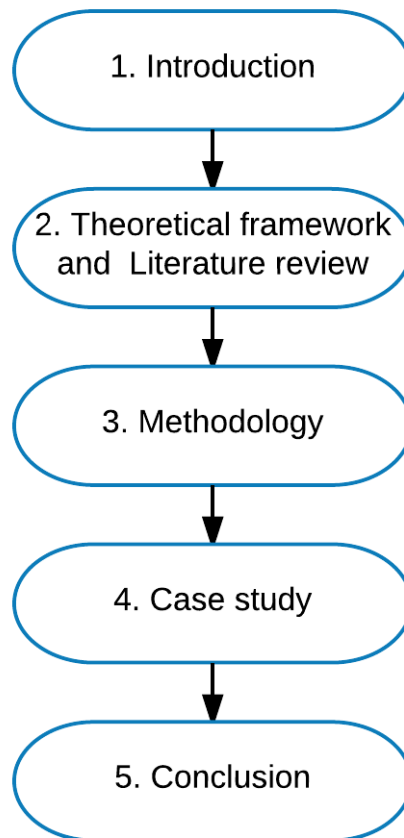 1. Introduction
2. Theoretical framework
and Literature review
3. Methodology
4. Case study
5. Conclusion